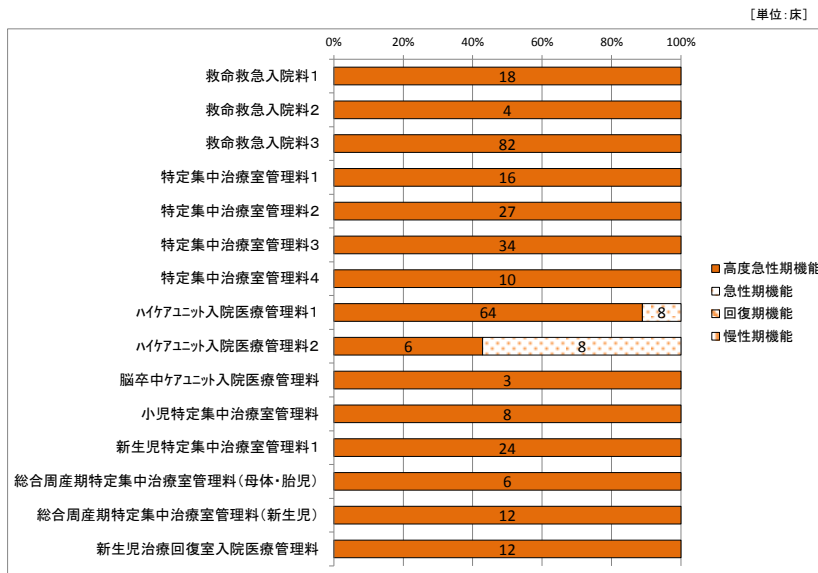 [単位:床]
0% 20% 40% 60% 80% 100%
救命救急入院料1 18
救命救急入院料2 4
救命救急入院料3 82
特定集中治療室管理料1 16
特定集中治療室管理料2 27
特定集中治療室管理料3 34
特定集中治療室管理料4 10
ﾊｲｹｱﾕﾆｯﾄ入院医療管理料1 64 8
ﾊｲｹｱﾕﾆｯﾄ入院医療管理料2 6 8
脳卒中ケアユニット入院医療管理料 3
小児特定集中治療室管理料 8
新生児特定集中治療室管理料1 24
総合周産期特定集中治療室管理料(母体・胎児) 6
総合周産期特定集中治療室管理料(新生児) 12
新生児治療回復室入院医療管理料 12
高度急性期機能
急性期機能
回復期機能
慢性期機能